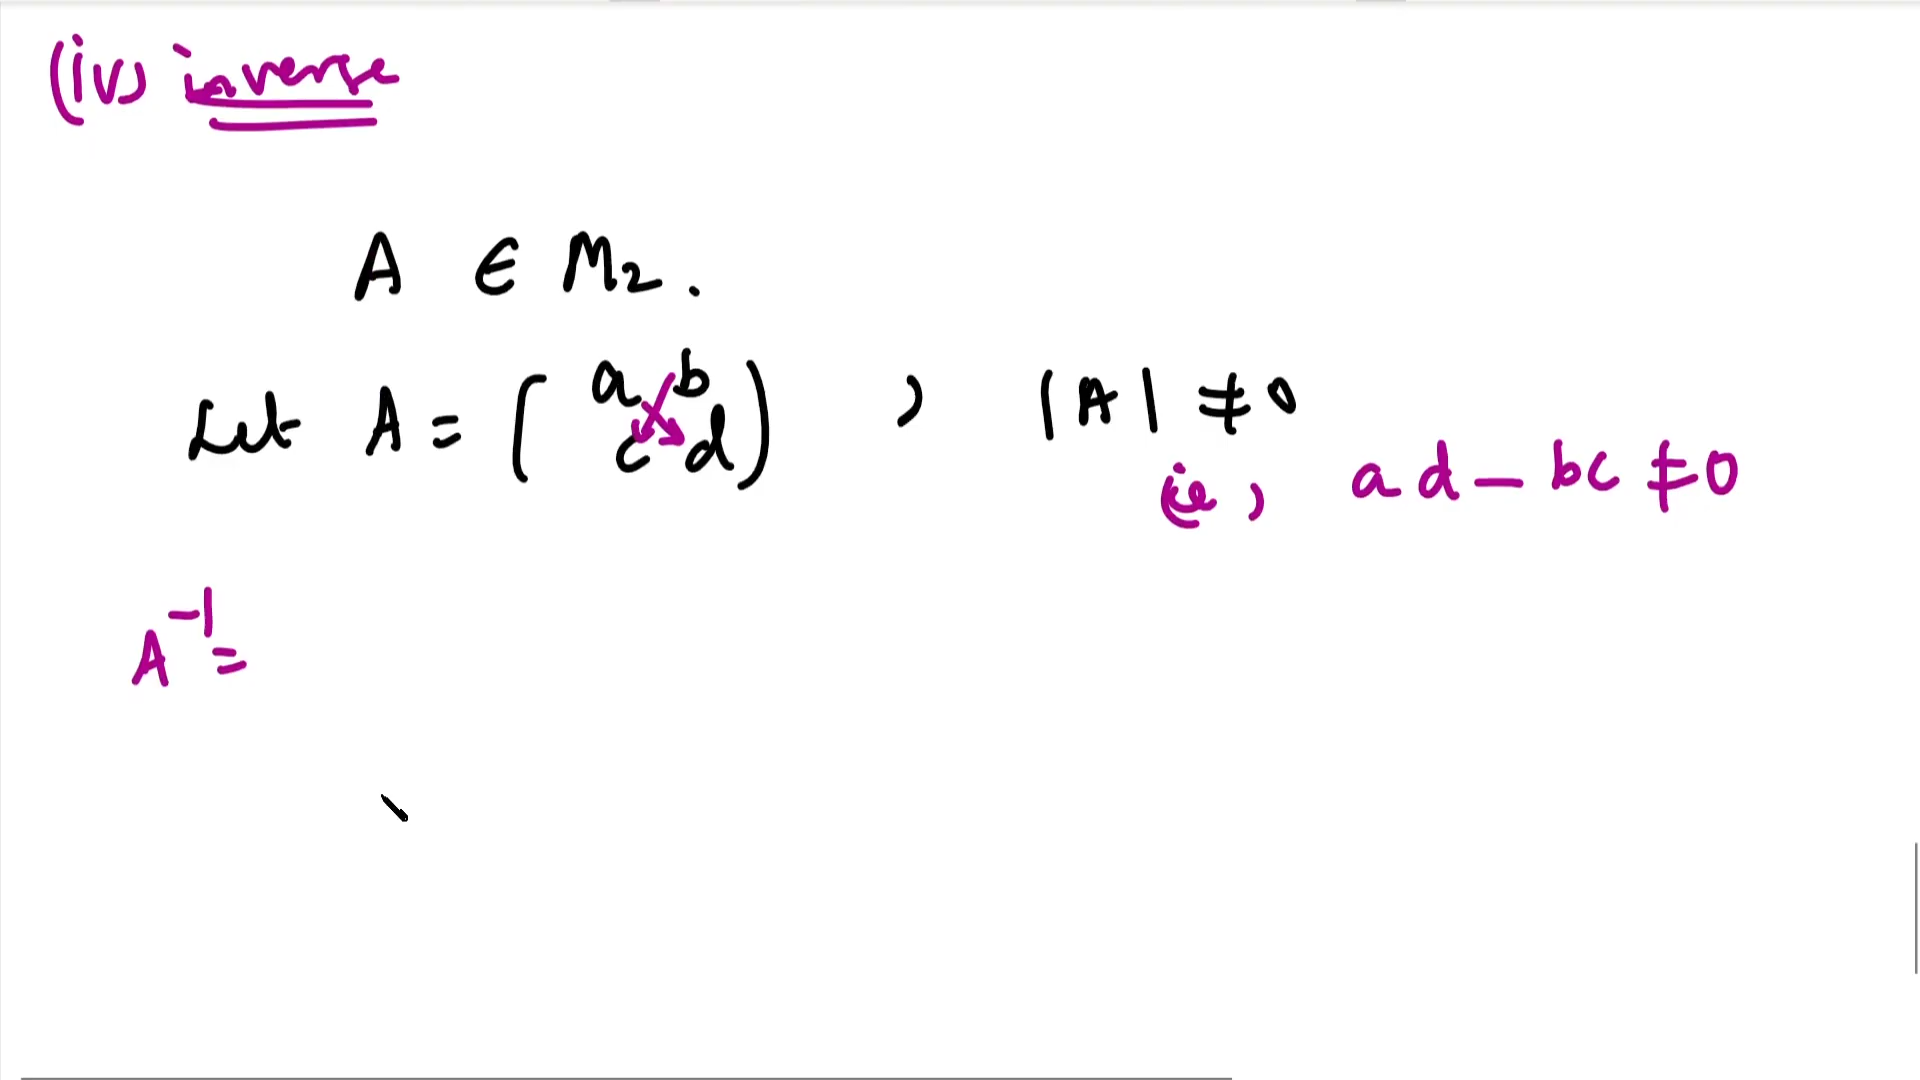 (iv) inverse
A ∈ M₂.
Let A = ( a b
c d ) , |A| ≠ 0
ie, ad - bc ≠ 0
A⁻¹ =